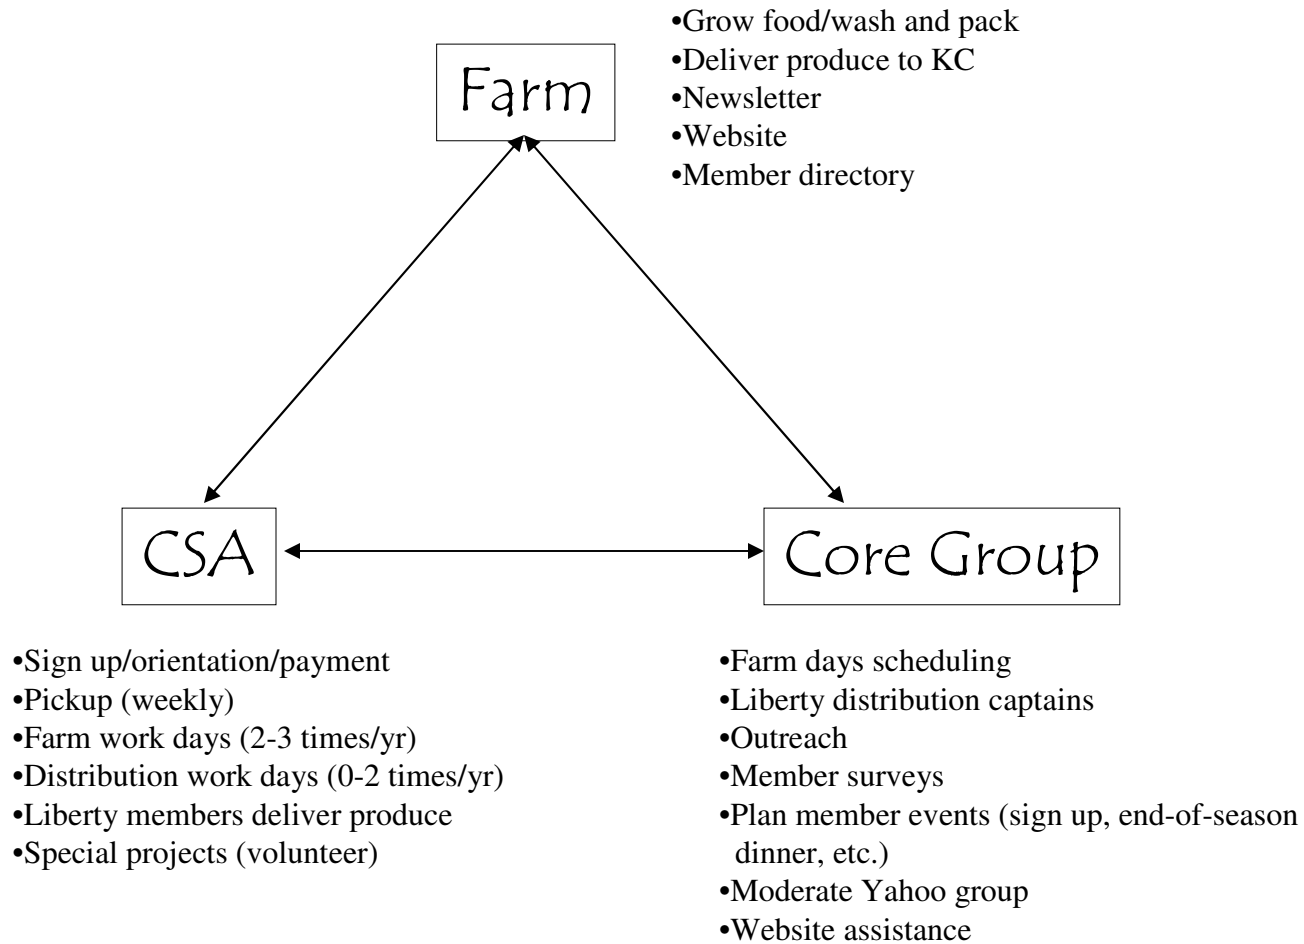 Farm
•Grow food/wash and pack
•Deliver produce to KC
•Newsletter
•Website
•Member directory
CSA
•Sign up/orientation/payment
•Pickup (weekly)
•Farm work days (2-3 times/yr)
•Distribution work days (0-2 times/yr)
•Liberty members deliver produce
•Special projects (volunteer)
Core Group
•Farm days scheduling
•Liberty distribution captains
•Outreach
•Member surveys
•Plan member events (sign up, end-of-season
dinner, etc.)
•Moderate Yahoo group
•Website assistance